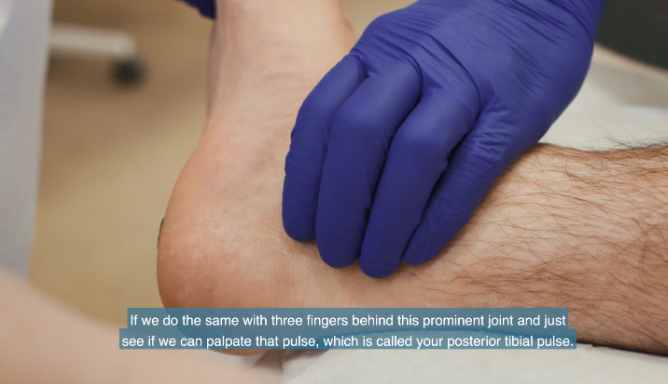 If we do the same with three fingers behind this prominent joint and just
see if we can palpate that pulse, which is called your posterior tibial pulse.